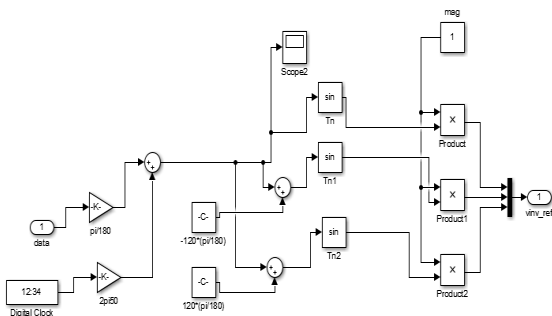 mag
1
Scope2
sin
Tn
×
Product
sin
Tn1
-K-
1
data
pi/180
-C-
-120*(pi/180)
×
Product1
1
vinv_ref
sin
Tn2
12:34
Digital Clock
-K-
2pi50
-C-
120*(pi/180)
×
Product2